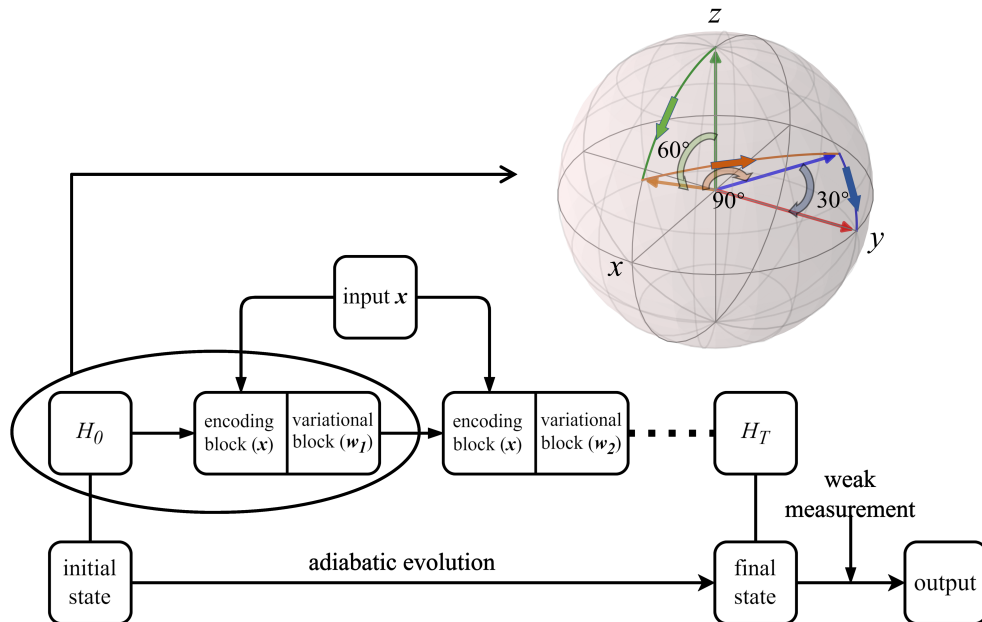 z
60°
90°
30°
y
x
input x
H0
encoding
block (x)
variational
block (w1)
encoding
block (x)
variational
block (w2)
HT
weak
measurement
initial
state
adiabatic evolution
final
state
output